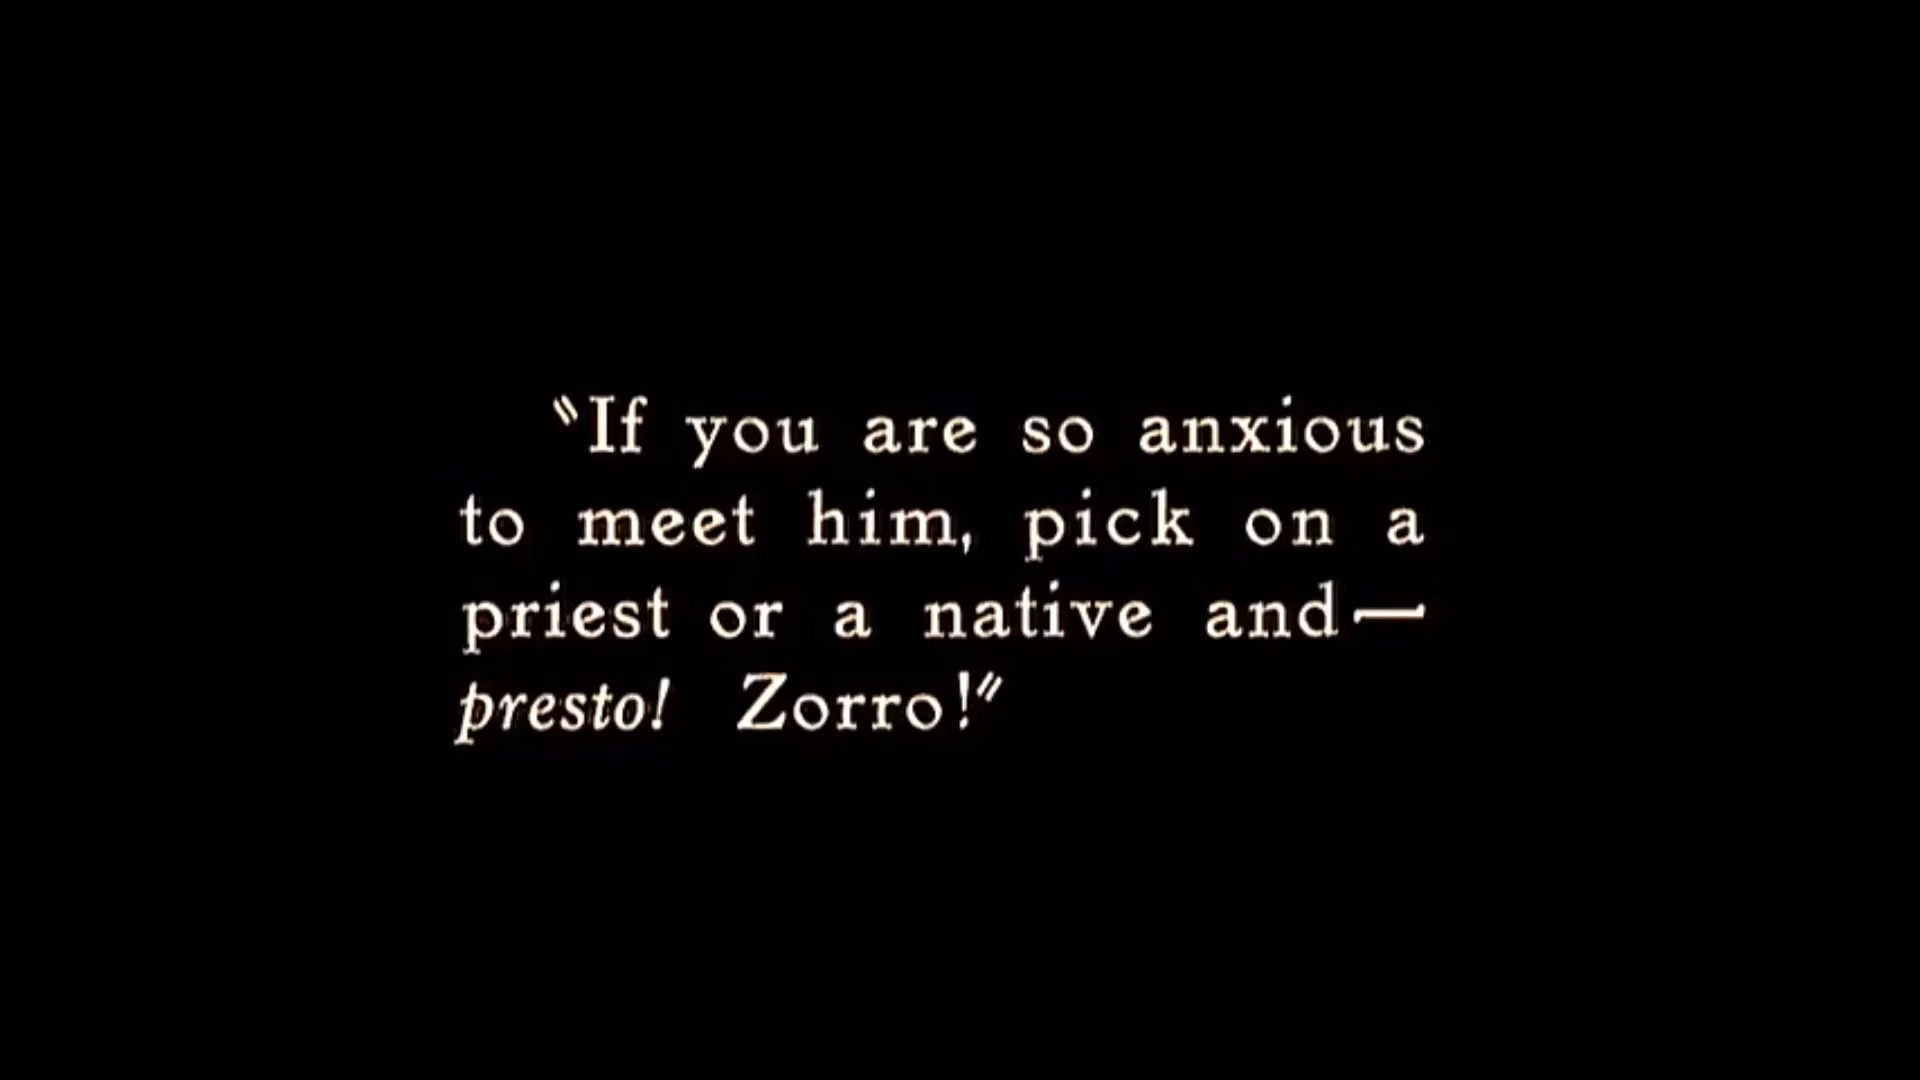 "If you are so anxious
to meet him, pick on a
priest or a native and—
presto! Zorro!"